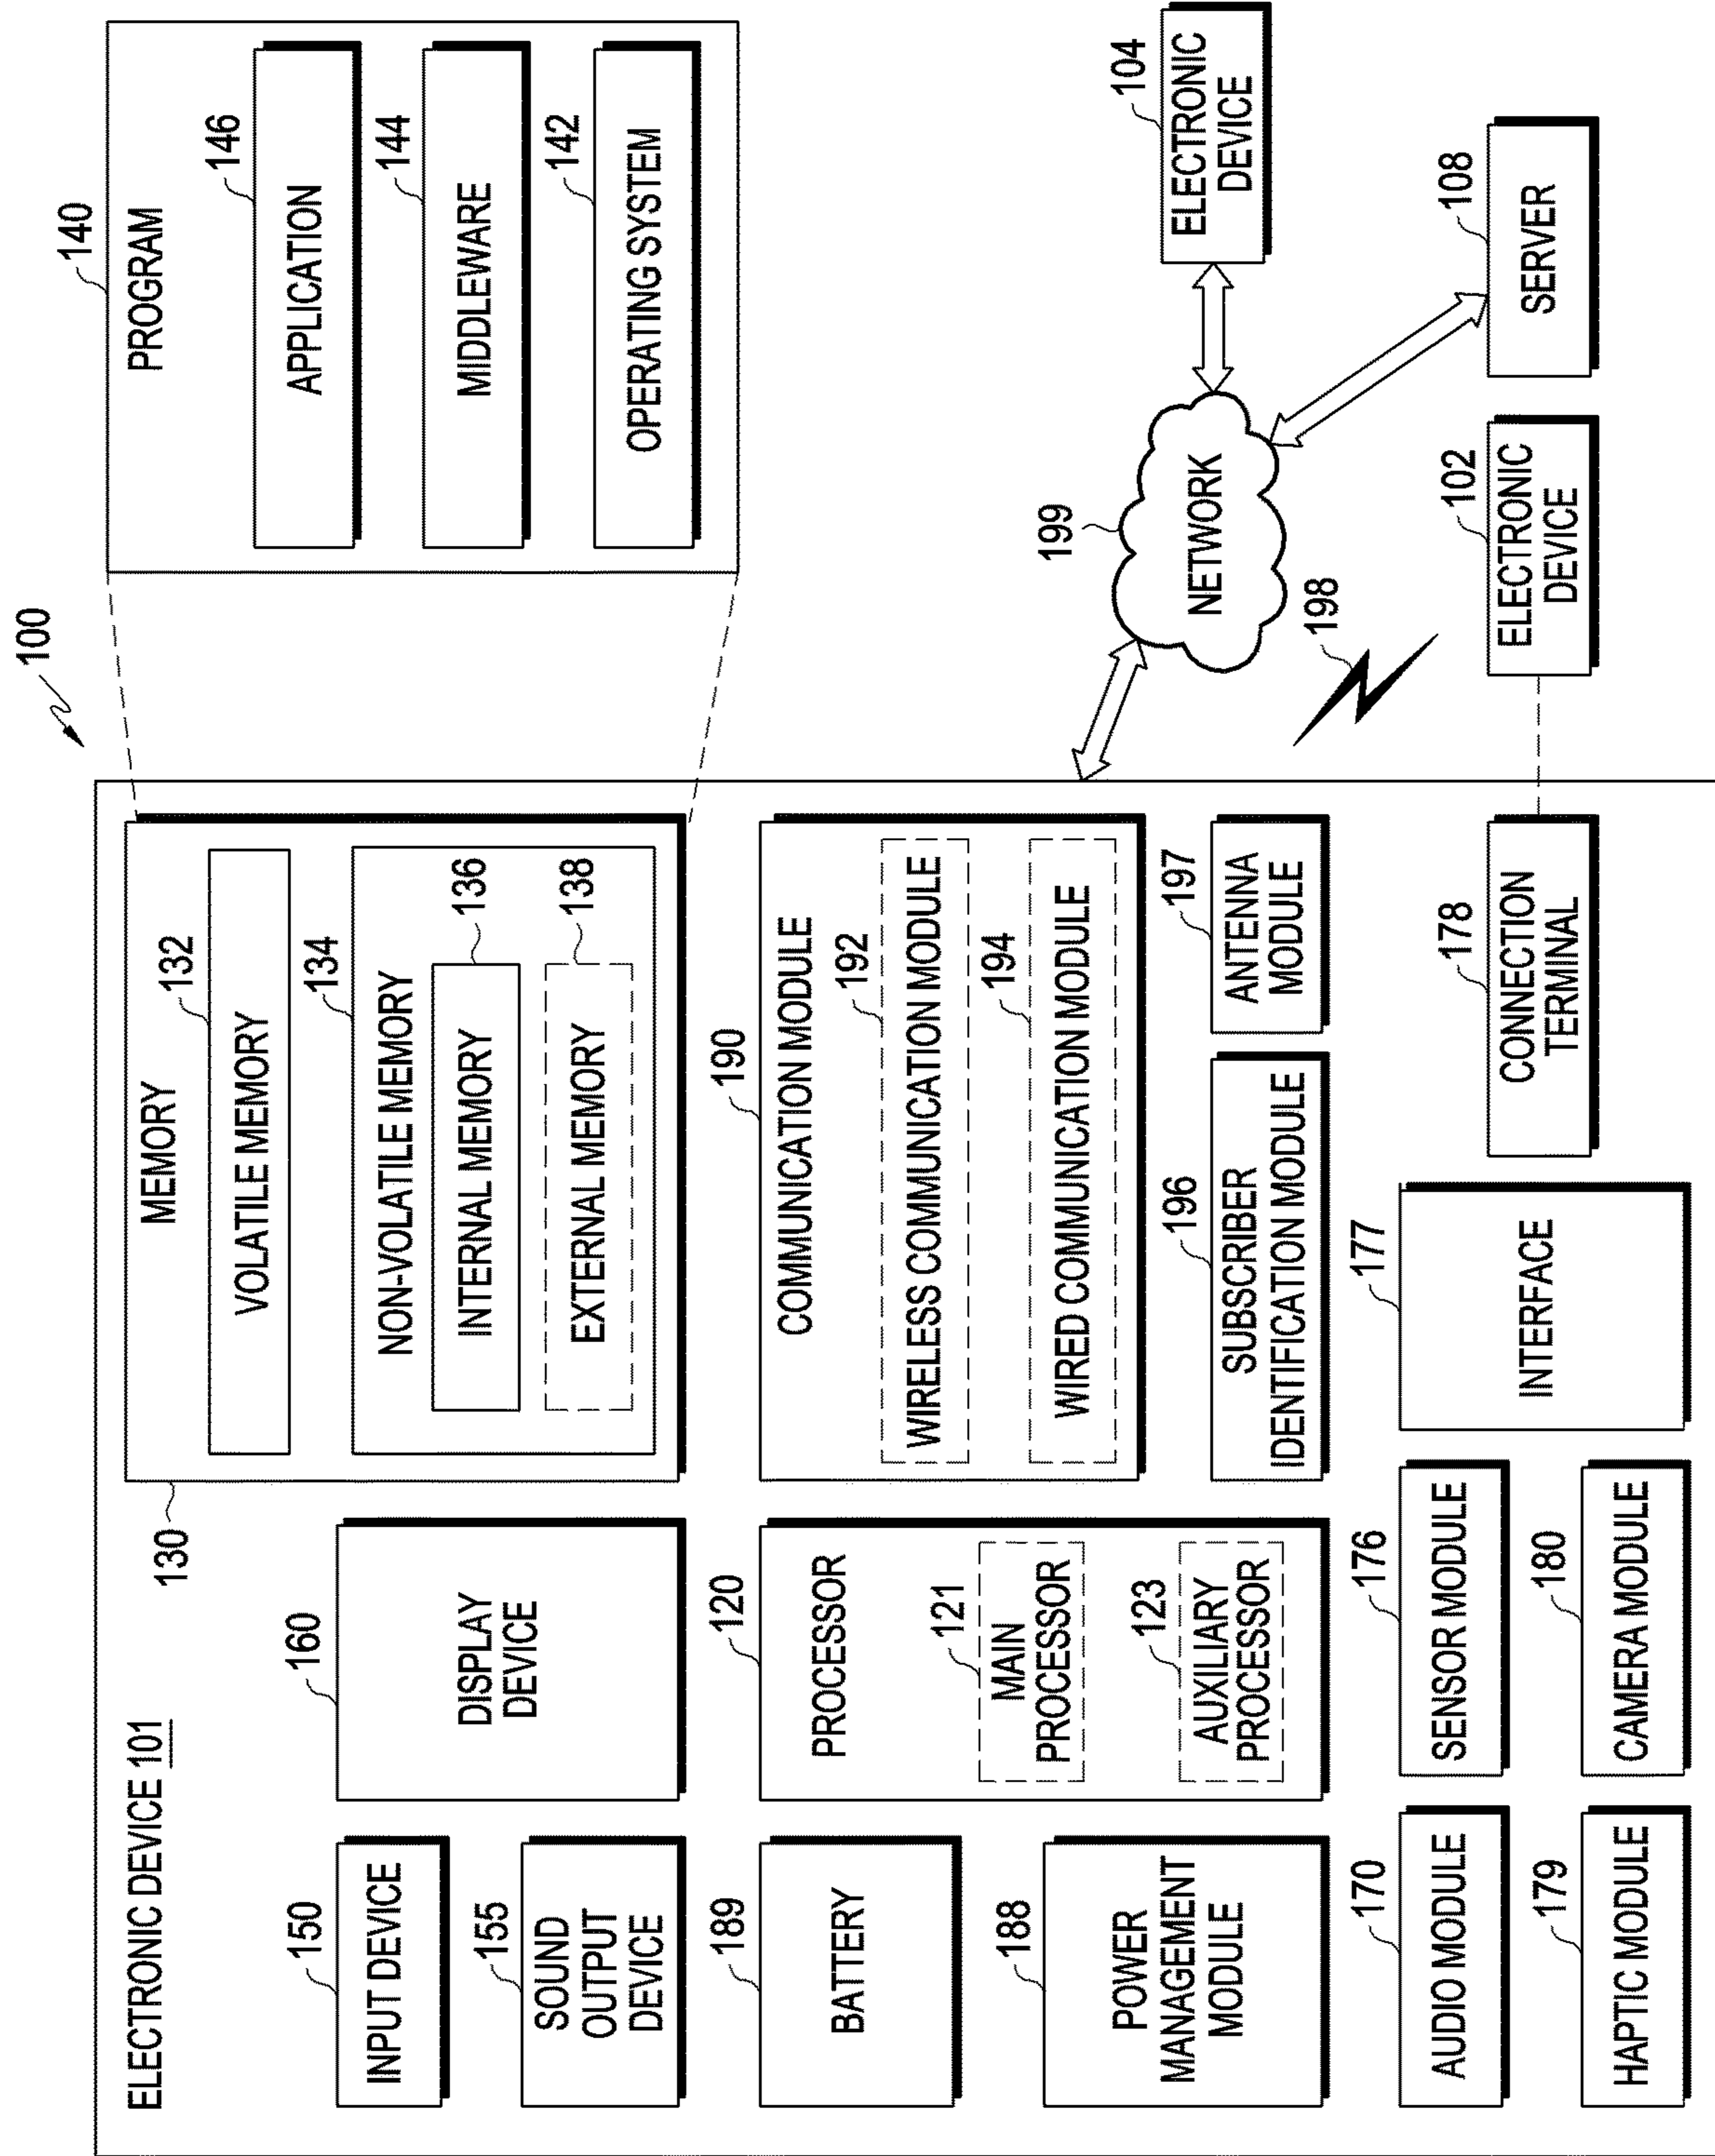 100
ELECTRONIC DEVICE 101
130
MEMORY
132
VOLATILE MEMORY
134
NON-VOLATILE MEMORY
136
INTERNAL MEMORY
138
EXTERNAL MEMORY
140
PROGRAM
146
APPLICATION
144
MIDDLEWARE
142
OPERATING SYSTEM
150
INPUT DEVICE
155
SOUND
OUTPUT
DEVICE
160
DISPLAY
DEVICE
189
BATTERY
188
POWER
MANAGEMENT
MODULE
120
PROCESSOR
121
MAIN
PROCESSOR
123
AUXILIARY
PROCESSOR
190
COMMUNICATION MODULE
192
WIRELESS COMMUNICATION MODULE
194
WIRED COMMUNICATION MODULE
196
SUBSCRIBER
IDENTIFICATION MODULE
197
ANTENNA
MODULE
199
NETWORK
104
ELECTRONIC
DEVICE
198
170
AUDIO MODULE
176
SENSOR MODULE
177
INTERFACE
178
CONNECTION
TERMINAL
102
ELECTRONIC
DEVICE
108
SERVER
179
HAPTIC MODULE
180
CAMERA MODULE